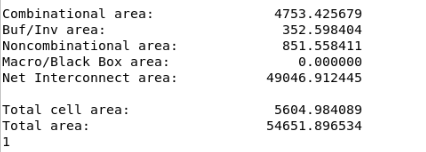 Combinational area: 4753.425679
Buf/Inv area: 352.598404
Noncombinational area: 851.558411
Macro/Black Box area: 0.000000
Net Interconnect area: 49046.912445
Total cell area: 5604.984089
Total area: 54651.896534
1